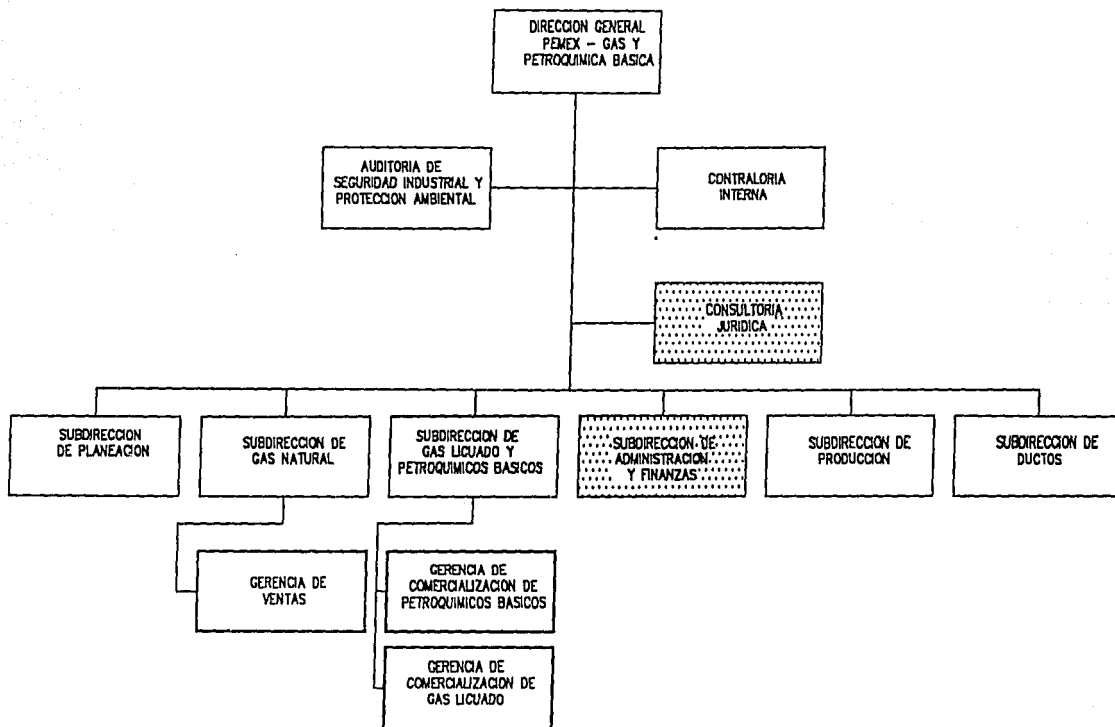 DIRECCION GENERAL
PEMEX - GAS Y
PETROQUIMICA BASICA
AUDITORIA DE
SEGURIDAD INDUSTRIAL Y
PROTECCION AMBIENTAL
CONTRALORIA
INTERNA
CONSULTORIA
JURIDICA
SUBDIRECCION
DE PLANEACION
SUBDIRECCION DE
GAS NATURAL
SUBDIRECCION DE
GAS LICUADO Y
PETROQUIMICOS BASICOS
SUBDIRECCION DE
ADMINISTRACION
Y FINANZAS
SUBDIRECCION DE
PRODUCCION
SUBDIRECCION DE
DUCTOS
GERENCIA DE
VENTAS
GERENCIA DE
COMERCIALIZACION DE
PETROQUIMICOS BASICOS
GERENCIA DE
COMERCIALIZACION DE
GAS LICUADO